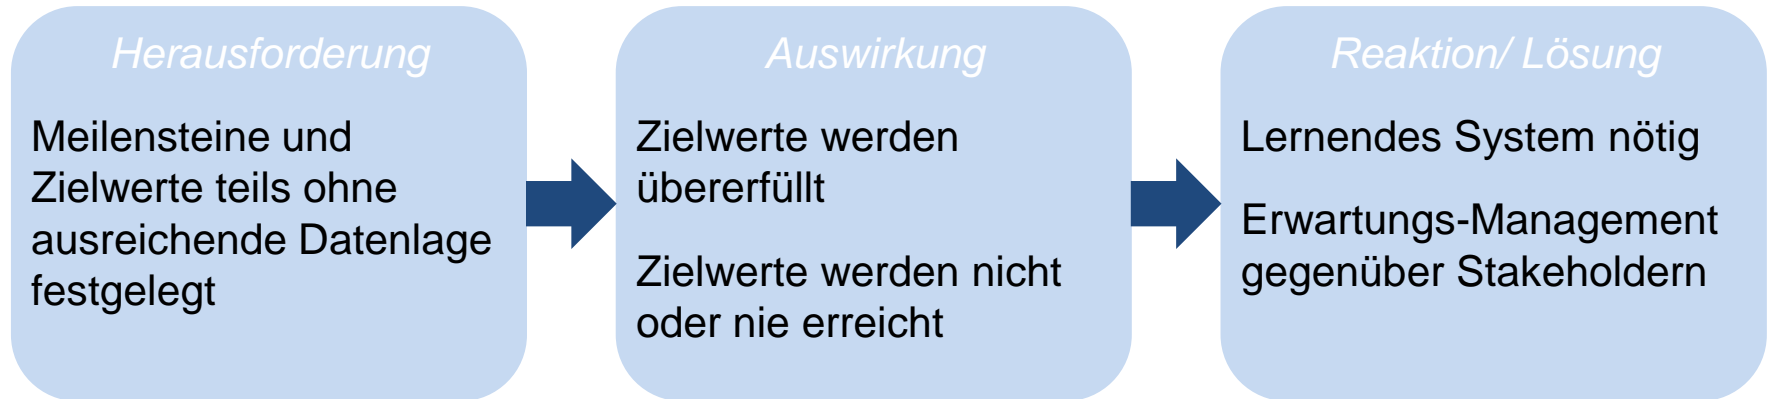 Herausforderung
Meilensteine und
Zielwerte teils ohne
ausreichende Datenlage
festgelegt
Auswirkung
Zielwerte werden
übererfüllt
Zielwerte werden nicht
oder nie erreicht
Reaktion/ Lösung
Lernendes System nötig
Erwartungs-Management
gegenüber Stakeholdern